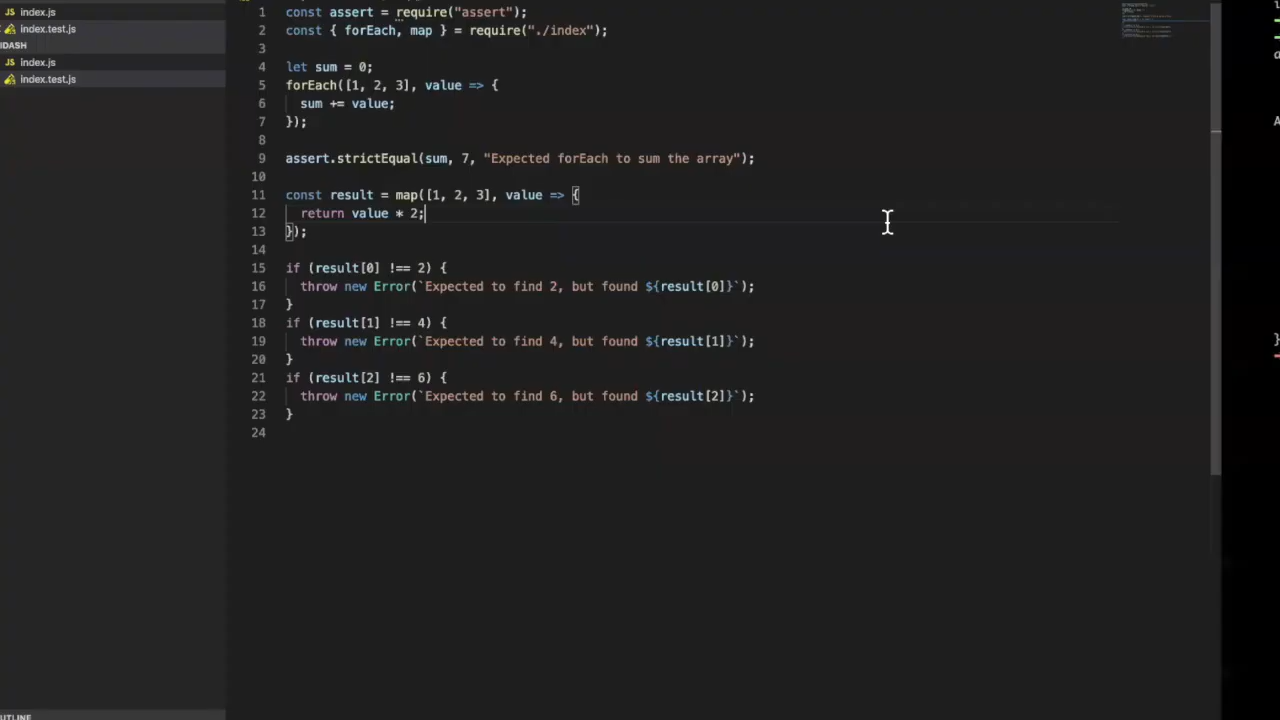 JS index.js
index.test.js
IDASH
JS index.js
index.test.js
1 const assert = require("assert");
2 const { forEach, map } = require("./index");
3
4 let sum = 0;
5 forEach([1, 2, 3], value => {
6 sum += value;
7 });
8
9 assert.strictEqual(sum, 7, "Expected forEach to sum the array");
10
11 const result = map([1, 2, 3], value => {
12 return value * 2;
13 });
14
15 if (result[0] !== 2) {
16 throw new Error(`Expected to find 2, but found ${result[0]}`);
17 }
18 if (result[1] !== 4) {
19 throw new Error(`Expected to find 4, but found ${result[1]}`);
20 }
21 if (result[2] !== 6) {
22 throw new Error(`Expected to find 6, but found ${result[2]}`);
23 }
24
UTLINE